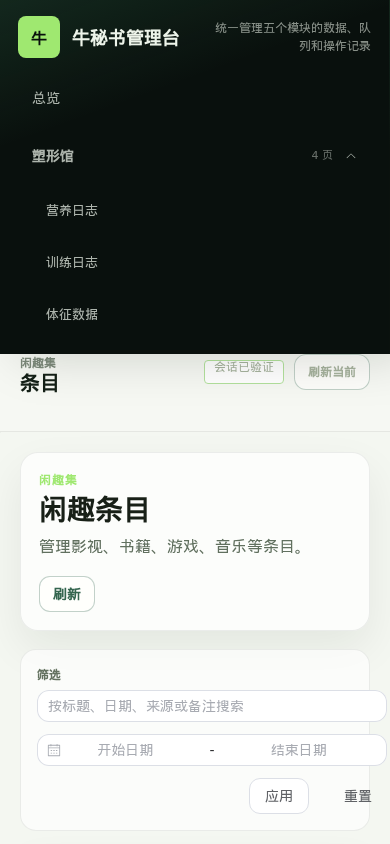 牛
牛秘书管理台
统一管理五个模块的数据、队
列和操作记录
总览
塑形馆
4 页
营养日志
训练日志
体征数据
闲趣集
条目
会话已验证
刷新当前
闲趣集
闲趣条目
管理影视、书籍、游戏、音乐等条目。
刷新
筛选
按标题、日期、来源或备注搜索
开始日期 - 结束日期
应用 重置